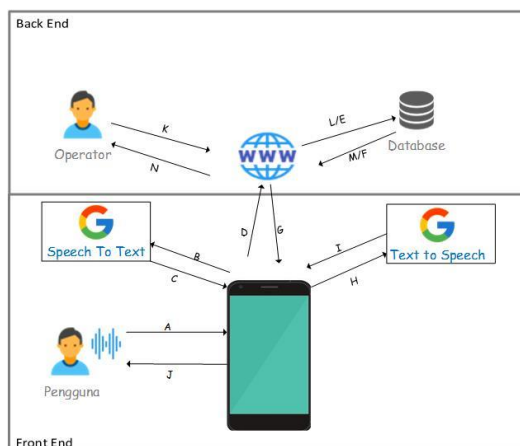 Back End
K
L/E
Operator
N
WWW
M/F
Database
D
G
Speech To Text
B
C
I
Text to Speech
H
A
J
Pengguna
Front End